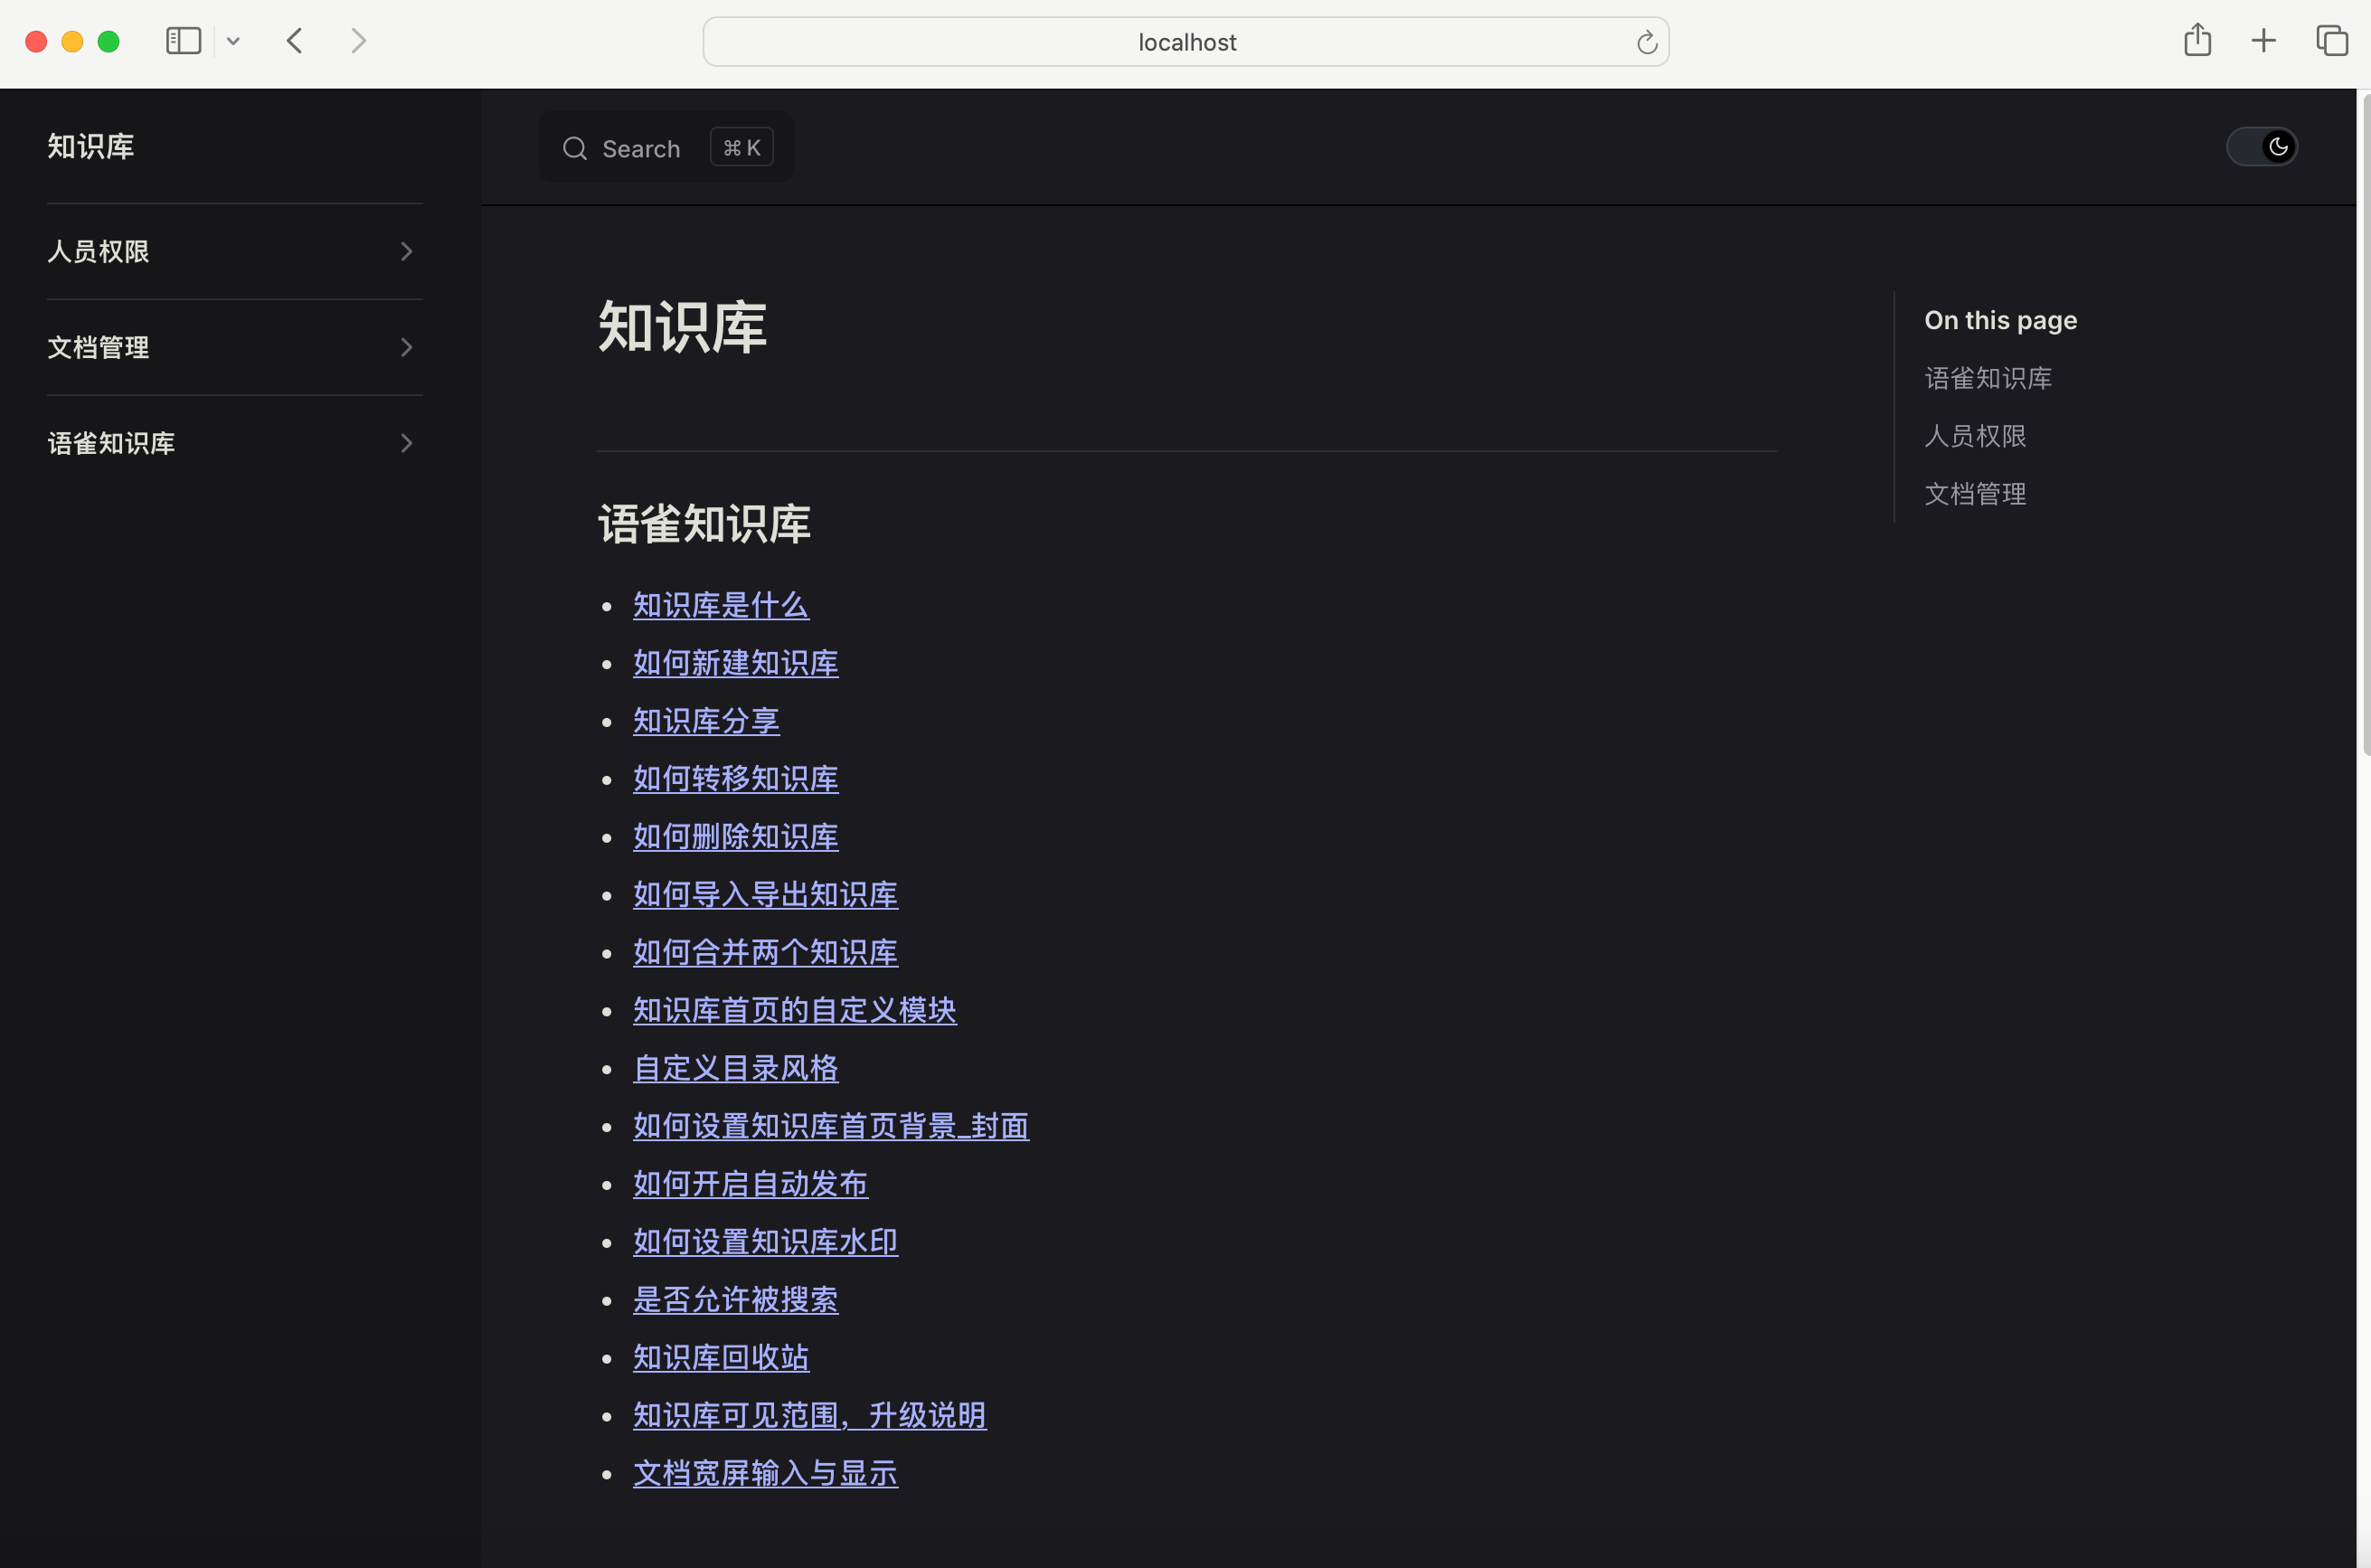 localhost
知识库
人员权限
文档管理
语雀知识库
Search ⌘ K
知识库
语雀知识库
知识库是什么
如何新建知识库
知识库分享
如何转移知识库
如何删除知识库
如何导入导出知识库
如何合并两个知识库
知识库首页的自定义模块
自定义目录风格
如何设置知识库首页背景_封面
如何开启自动发布
如何设置知识库水印
是否允许被搜索
知识库回收站
知识库可见范围，升级说明
文档宽屏输入与显示
On this page
语雀知识库
人员权限
文档管理